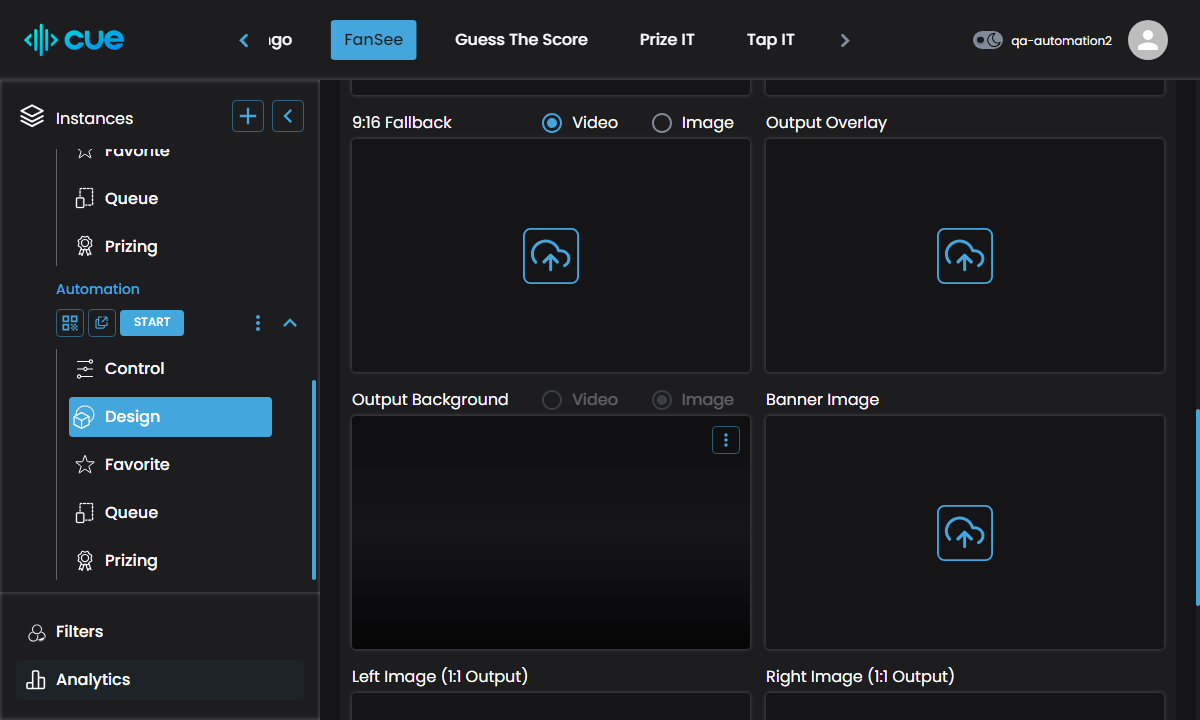 cue
FanSee
Guess The Score
Prize IT
Tap IT
qa-automation2
Instances
Favorite
Queue
Prizing
Automation
START
Control
Design
Favorite
Queue
Prizing
Filters
Analytics
9:16 Fallback
Video
Image
Output Overlay
Output Background
Video
Image
Banner Image
Left Image (1:1 Output)
Right Image (1:1 Output)